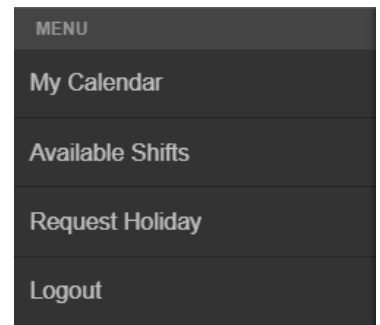 MENU
My Calendar
Available Shifts
Request Holiday
Logout